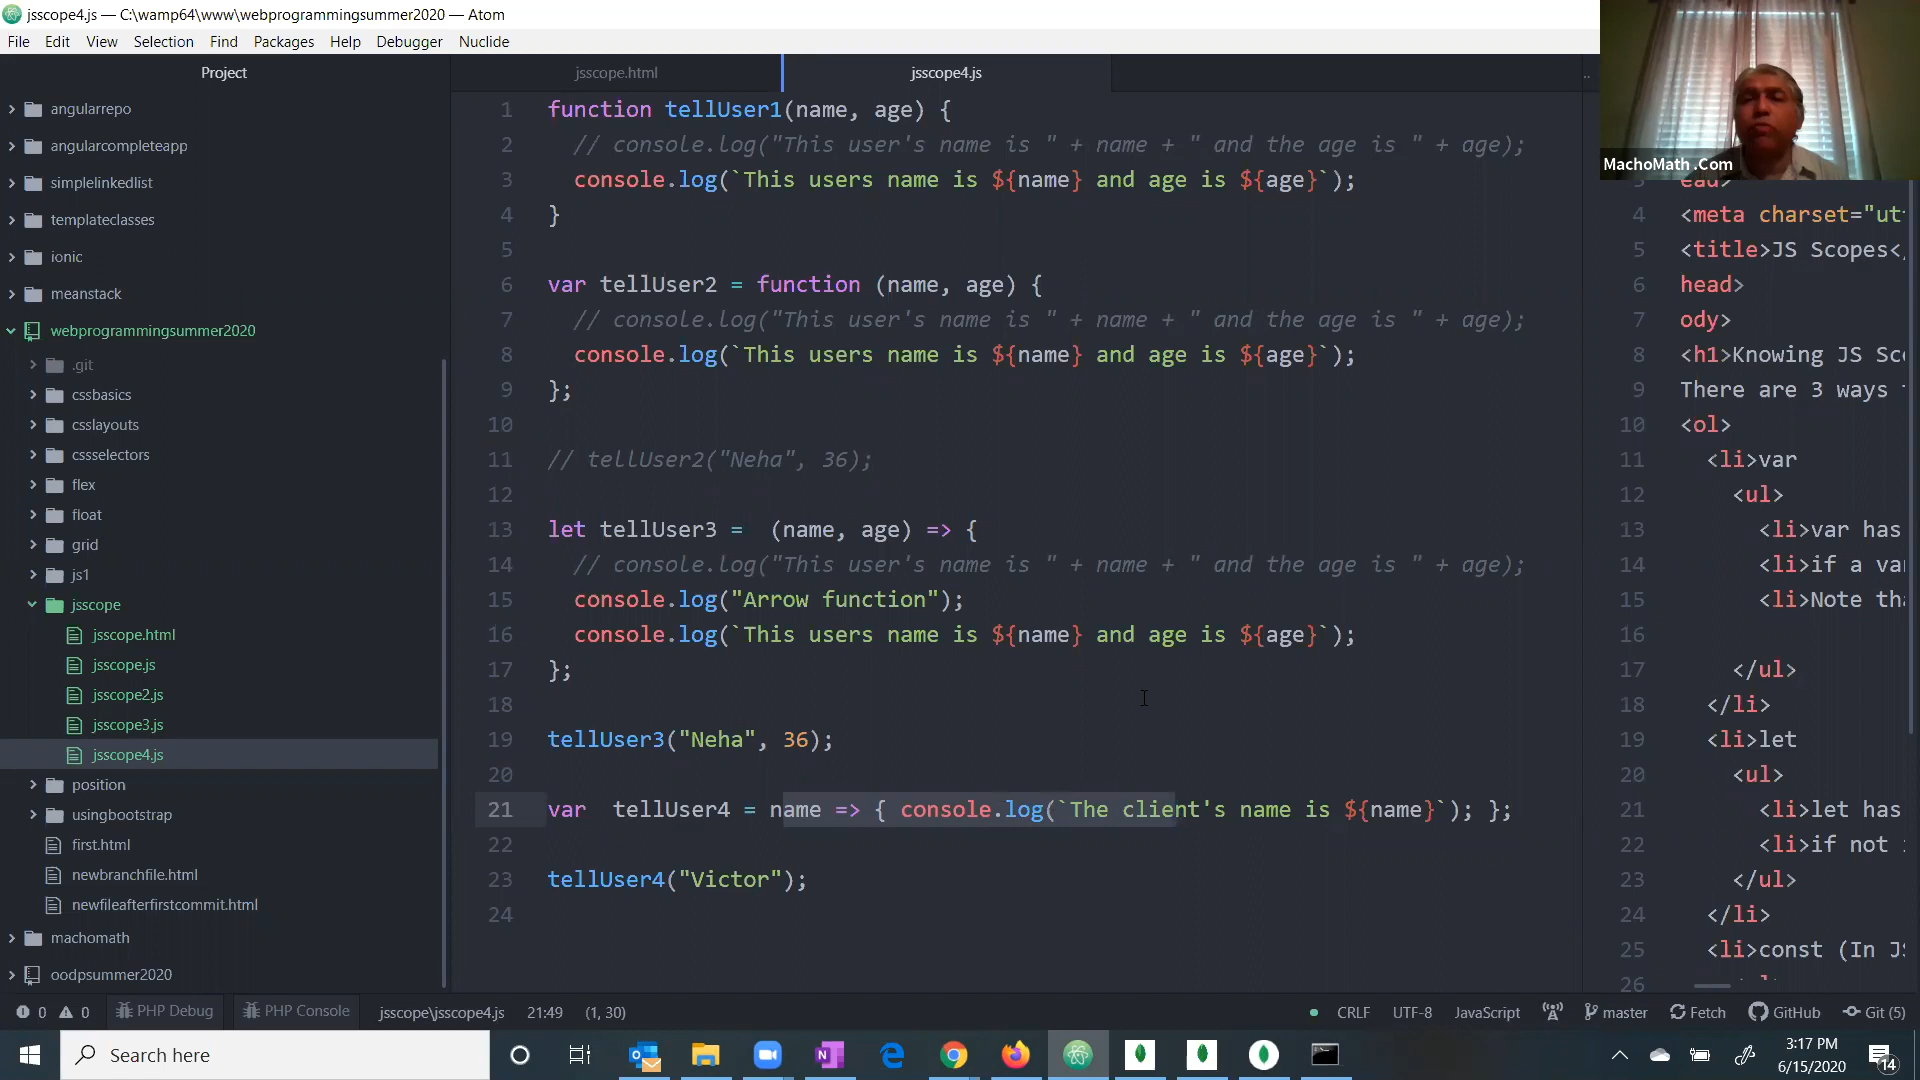 jsscope4.js — C:\wamp64\www\webprogrammingsummer2020 — Atom
File Edit View Selection Find Packages Help Debugger Nuclide
Project
angularrepo
angularcompleteapp
simplelinkedlist
templateclasses
ionic
meanstack
webprogrammingsummer2020
.git
cssbasics
csslayouts
cssselectors
flex
float
grid
js1
jsscope
jsscope.html
jsscope.js
jsscope2.js
jsscope3.js
jsscope4.js
position
usingbootstrap
first.html
newbranchfile.html
newfileafterfirstcommit.html
machomath
oodpsummer2020
jsscope.html
jsscope4.js
1 function tellUser1(name, age) {
2 // console.log("This user's name is " + name + " and the age is " + age);
3 console.log(`This users name is ${name} and age is ${age}`);
4 }
5
6 var tellUser2 = function (name, age) {
7 // console.log("This user's name is " + name + " and the age is " + age);
8 console.log(`This users name is ${name} and age is ${age}`);
9 };
10
11 // tellUser2("Neha", 36);
12
13 let tellUser3 =  (name, age) => {
14 // console.log("This user's name is " + name + " and the age is " + age);
15 console.log("Arrow function");
16 console.log(`This users name is ${name} and age is ${age}`);
17 };
18
19 tellUser3("Neha", 36);
20
21 var  tellUser4 = name => { console.log(`The client's name is ${name}`); };
22
23 tellUser4("Victor");
24
MachoMath .Com
ead>
4 <meta charset="ut
5 <title>JS Scopes<
6 head>
7 ody>
8 <h1>Knowing JS Sc
9 There are 3 ways
10 <ol>
11 <li>var
12 <ul>
13 <li>var has
14 <li>if a va
15 <li>Note th
16
17 </ul>
18 </li>
19 <li>let
20 <ul>
21 <li>let has
22 <li>if not
23 </ul>
24 </li>
25 <li>const (In J
26
0 0 PHP Debug PHP Console jsscope\jsscope4.js 21:49 (1, 30) CRLF UTF-8 JavaScript master Fetch GitHub Git (5)
Search here
3:17 PM
6/15/2020
14